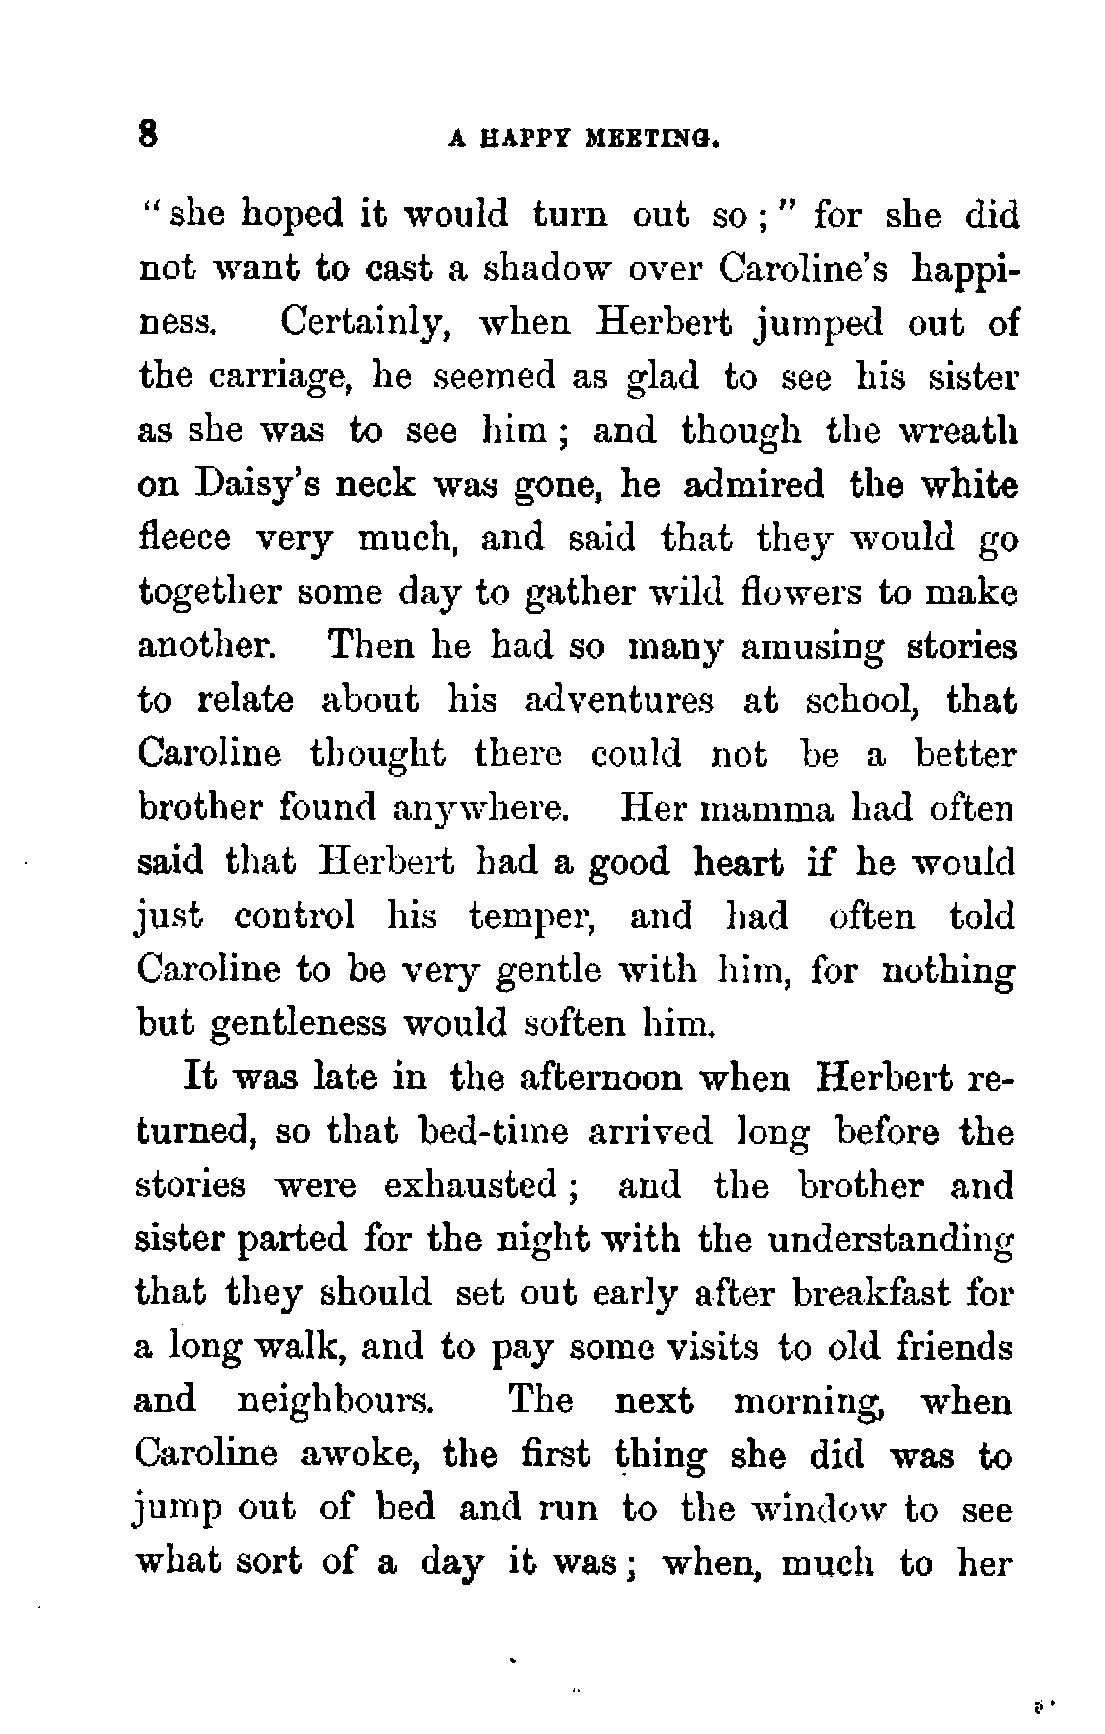 8 A HAPPY MEETING.
“she hoped it would turn out so;” for she did
not want to cast a shadow over Caroline’s happi-
ness. Certainly, when Herbert jumped out of
the carriage, he seemed as glad to see his sister
as she was to see him; and though the wreath
on Daisy’s neck was gone, he admired the white
fleece very much, and said that they would go
together some day to gather wild flowers to make
another. Then he had so many amusing stories
to relate about his adventures at school, that
Caroline thought there could not be a better
brother found anywhere. Her mamma had often
said that Herbert had a good heart if he would
just control his temper, and had often told
Caroline to be very gentle with him, for nothing
but gentleness would soften him.
It was late in the afternoon when Herbert re-
turned, so that bed-time arrived long before the
stories were exhausted; and the brother and
sister parted for the night with the understanding
that they should set out early after breakfast for
a long walk, and to pay some visits to old friends
and neighbours. The next morning, when
Caroline awoke, the first thing she did was to
jump out of bed and run to the window to see
what sort of a day it was; when, much to her